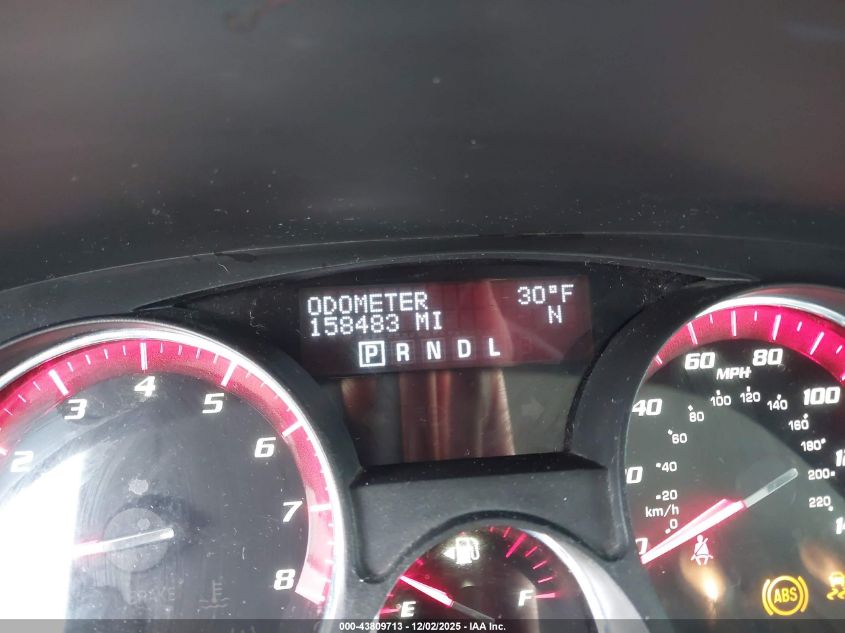 ODOMETER 30°F
158483 MI N
P R N D L
2 3 4 5 6 7 8
40 60 80 100
MPH
0 20 40 60 80 100 120 140 160 180 200 220
km/h
BRAKE
E F
ABS
000-43809713 - 12/02/2025 - IAA Inc.